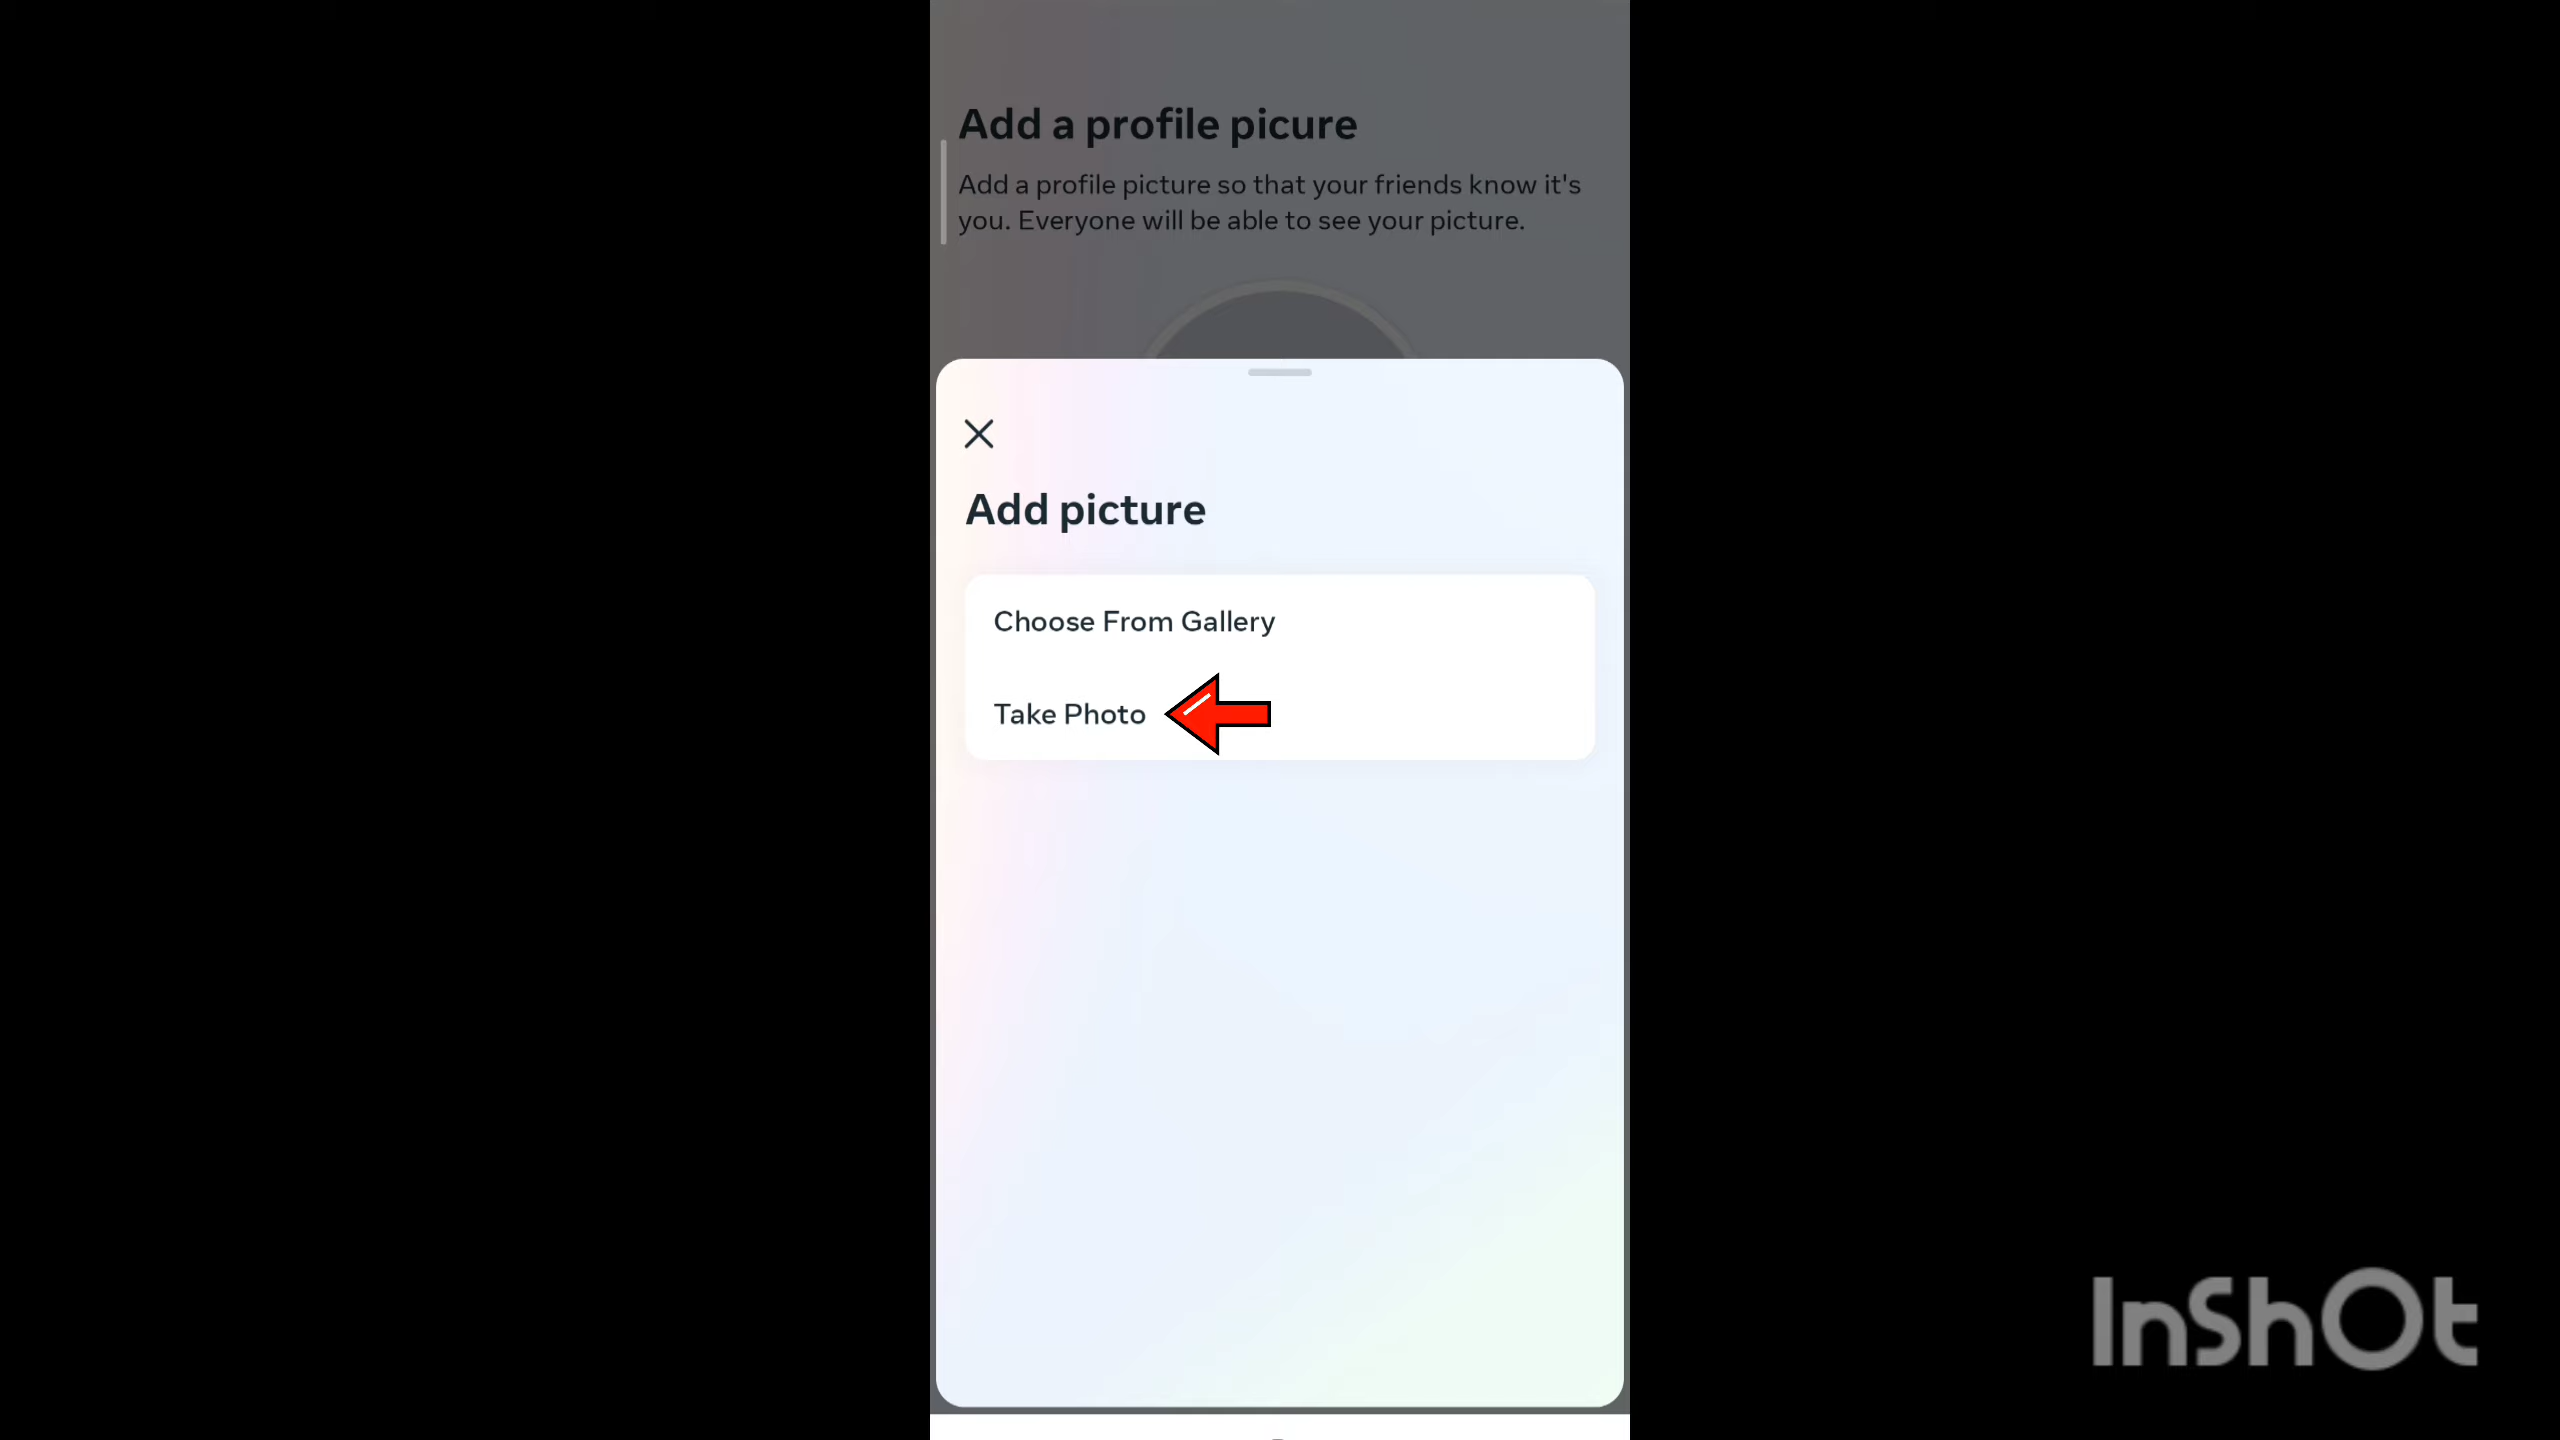 Add a profile picure
Add a profile picture so that your friends know it's
you. Everyone will be able to see your picture.
Add picture
Choose From Gallery
Take Photo
InShOt